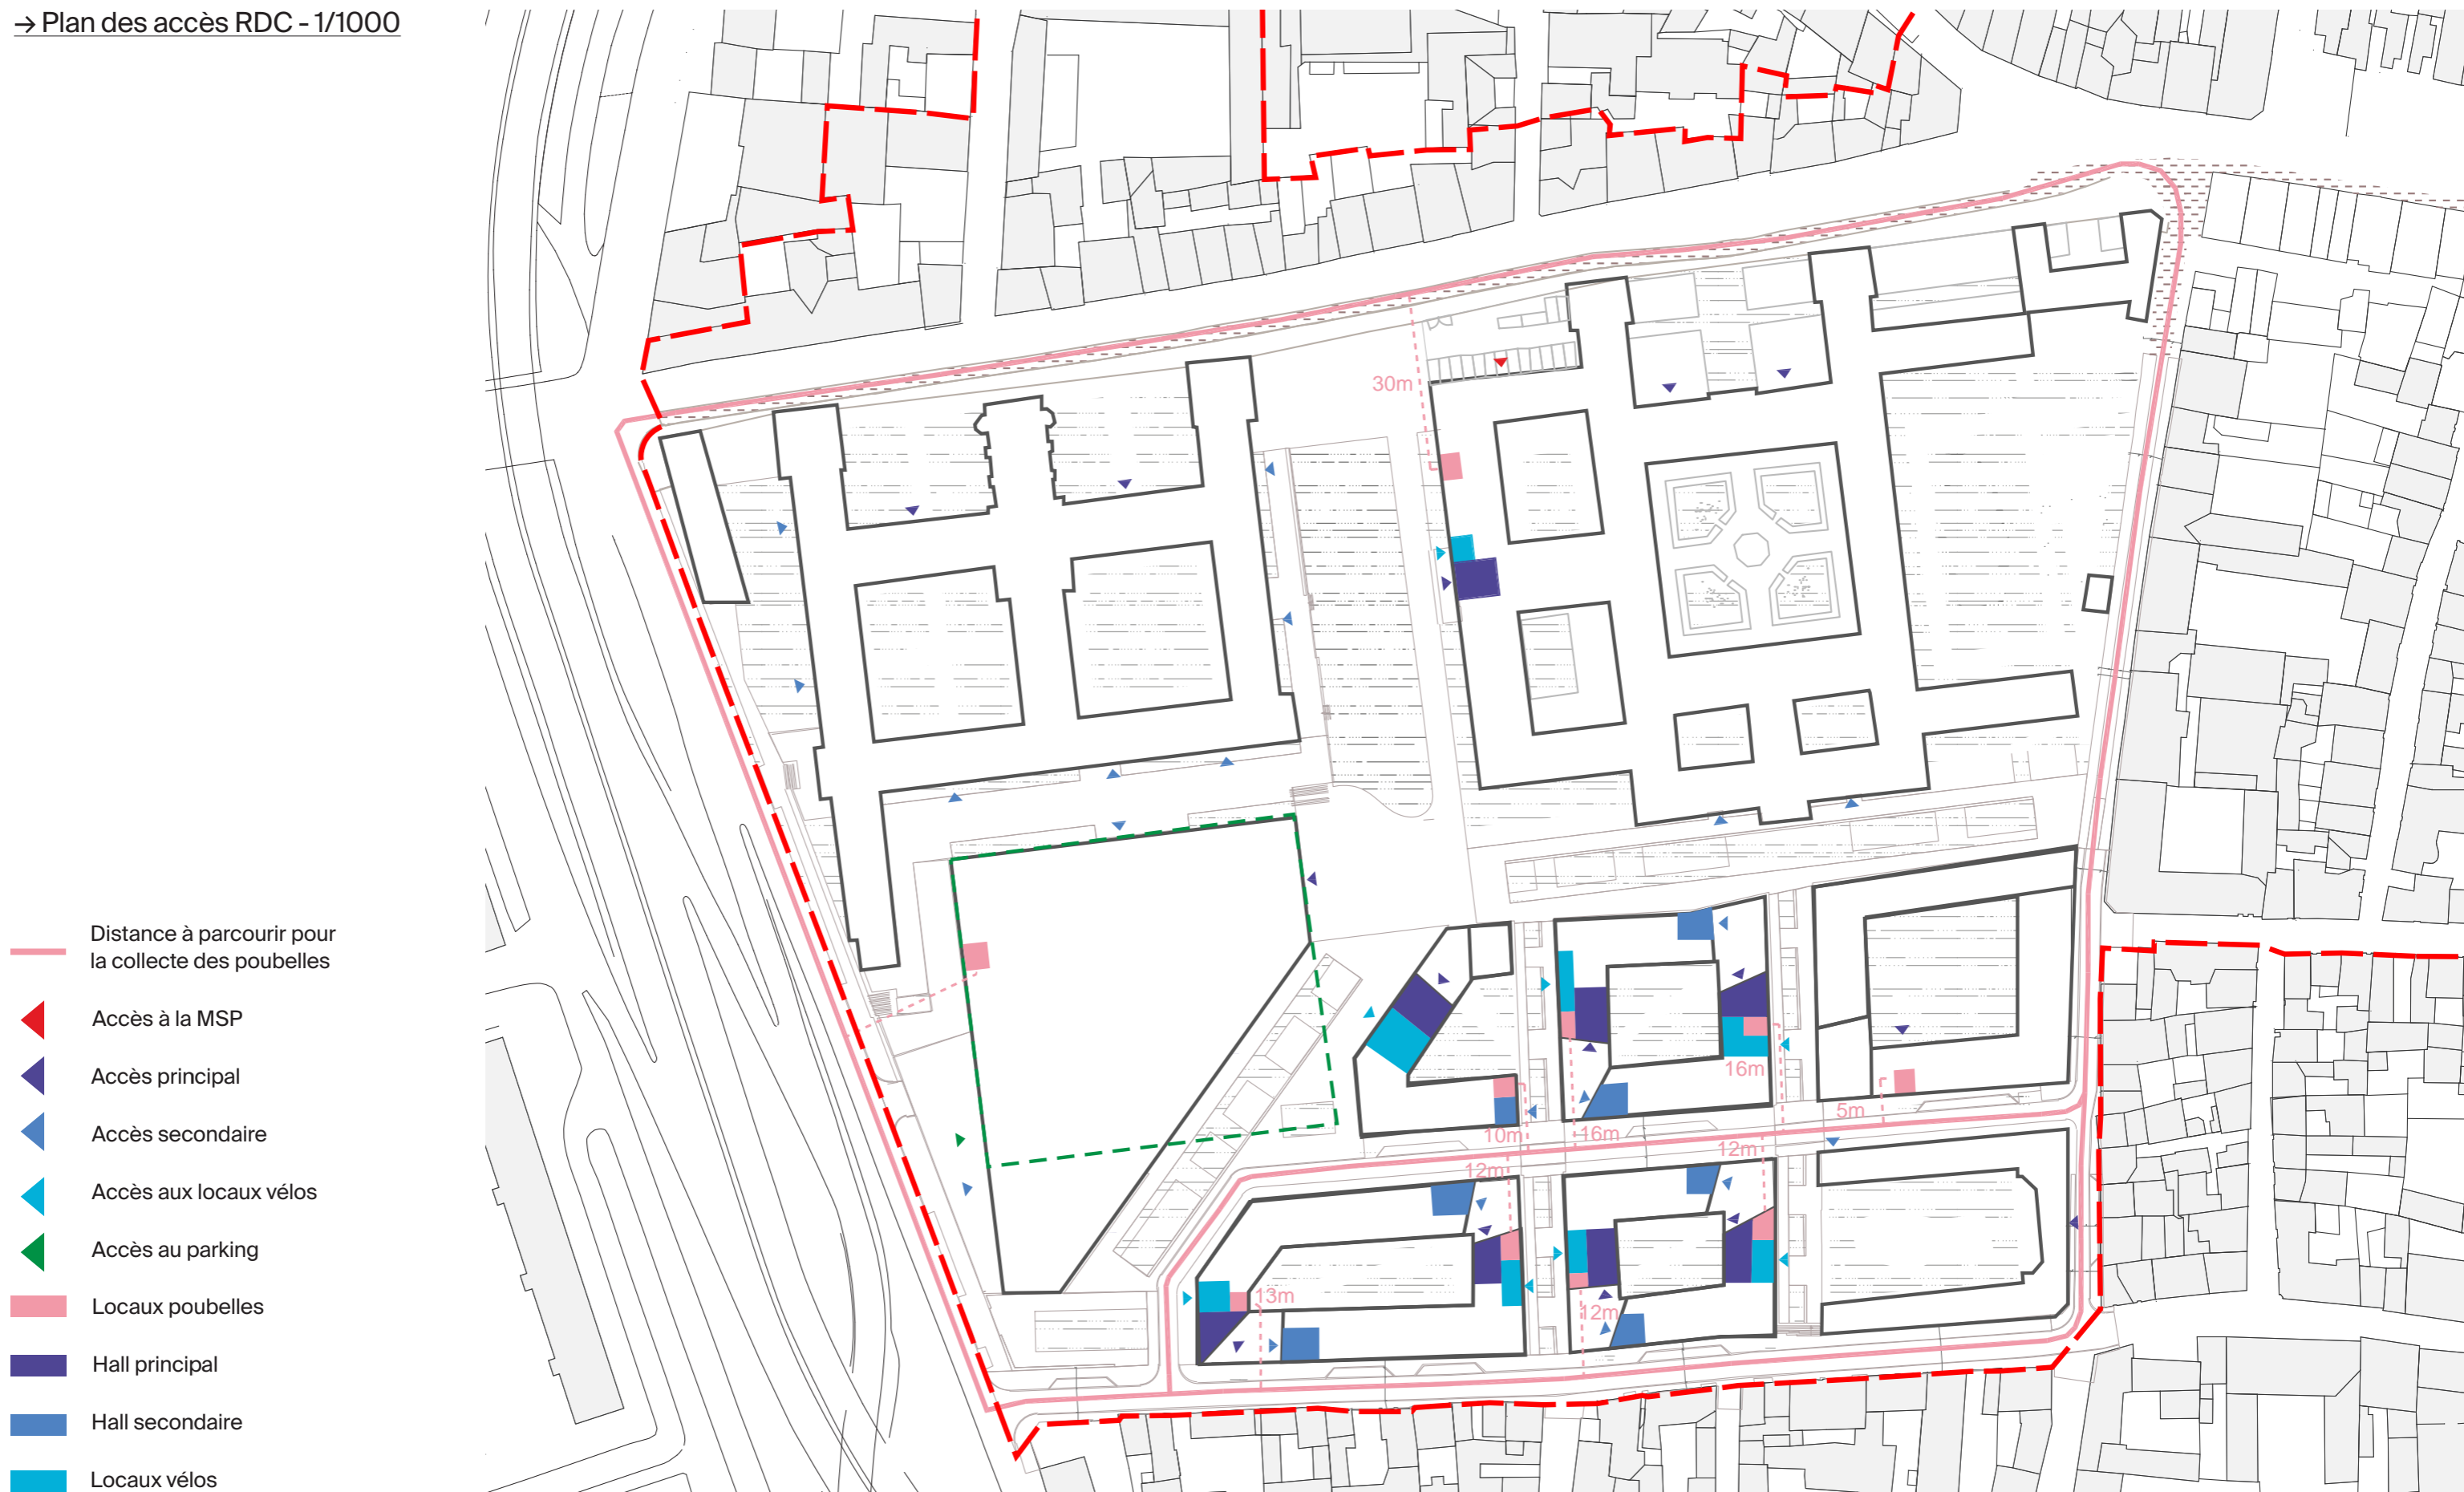 → Plan des accès RDC - 1/1000
30m
16m
5m
10m
16m
12m
12m
13m
12m
Distance à parcourir pour
la collecte des poubelles
Accès à la MSP
Accès principal
Accès secondaire
Accès aux locaux vélos
Accès au parking
Locaux poubelles
Hall principal
Hall secondaire
Locaux vélos